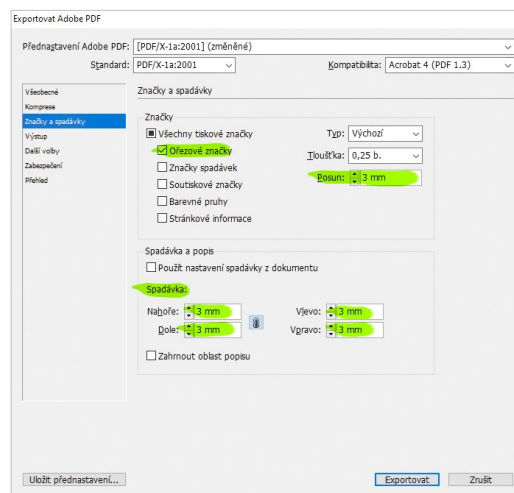 Exportovat Adobe PDF
Přednastavení Adobe PDF: [PDF/X-1a:2001] (změněné)
Standard: PDF/X-1a:2001 Kompatibilita: Acrobat 4 (PDF 1.3)
Všeobecné
Komprese
Značky a spadávky
Výstup
Další volby
Zabezpečení
Přehled
Značky a spadávky
Značky
Všechny tiskové značky
Ořezové značky
Značky spadávek
Soutiskové značky
Barevné pruhy
Stránkové informace
Typ: Výchozí
Tloušťka: 0,25 b.
Posun: 3 mm
Spadávka a popis
Použít nastavení spadávky z dokumentu
Spadávka:
Nahoře: 3 mm Vlevo: 3 mm
Dole: 3 mm Vpravo: 3 mm
Zahrnout oblast popisu
Uložit přednastavení... Exportovat Zrušit